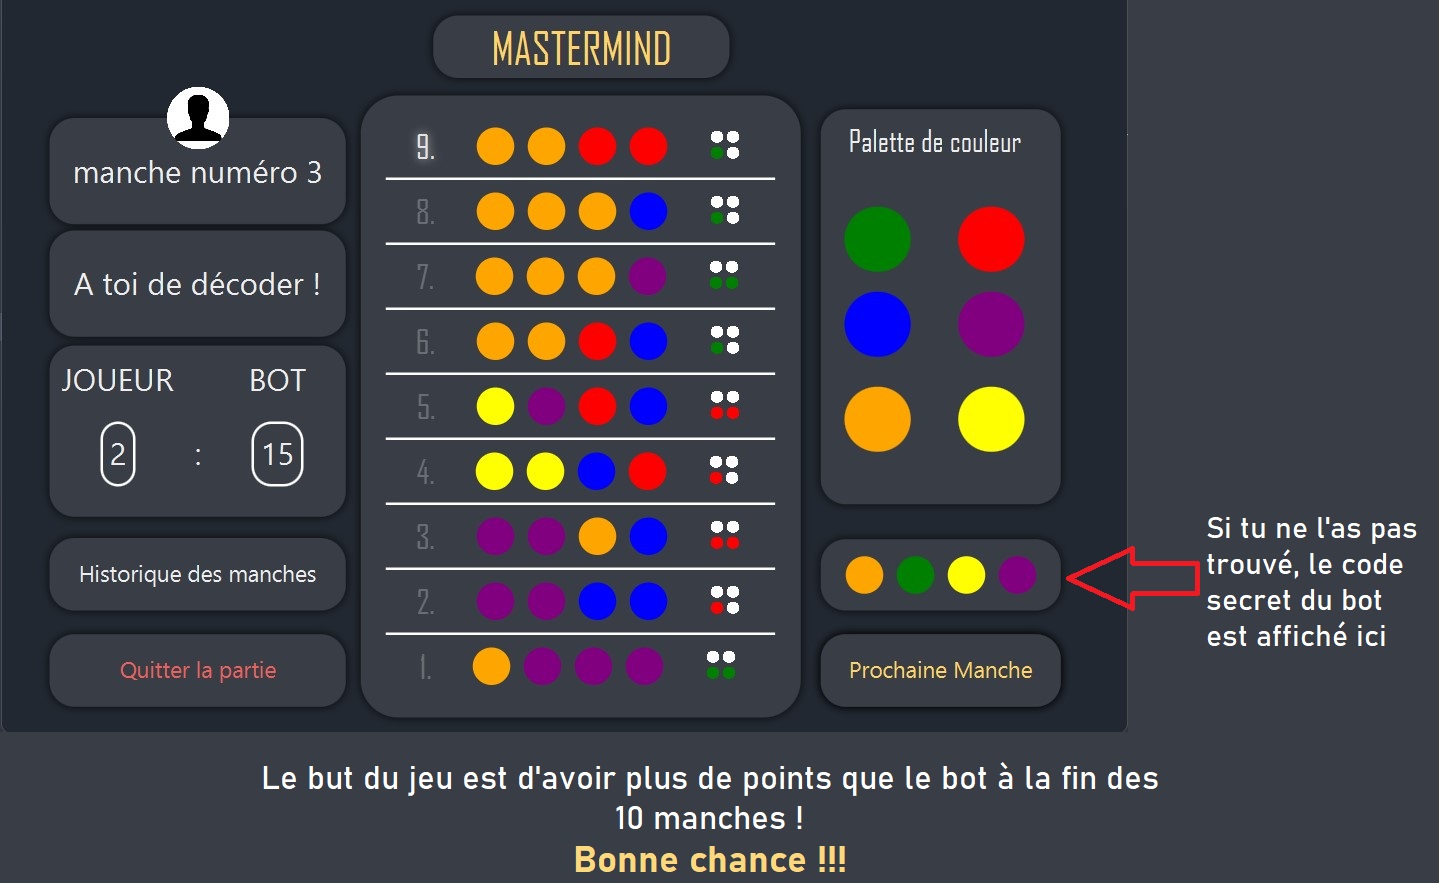 MASTERMIND
manche numéro 3
A toi de décoder !
JOUEUR BOT
2 : 15
Historique des manches
Quitter la partie
9.
8.
7.
6.
5.
4.
3.
2.
1.
Palette de couleur
Prochaine Manche
Si tu ne l'as pas
trouvé, le code
secret du bot
est affiché ici
Le but du jeu est d'avoir plus de points que le bot à la fin des
10 manches !
Bonne chance !!!